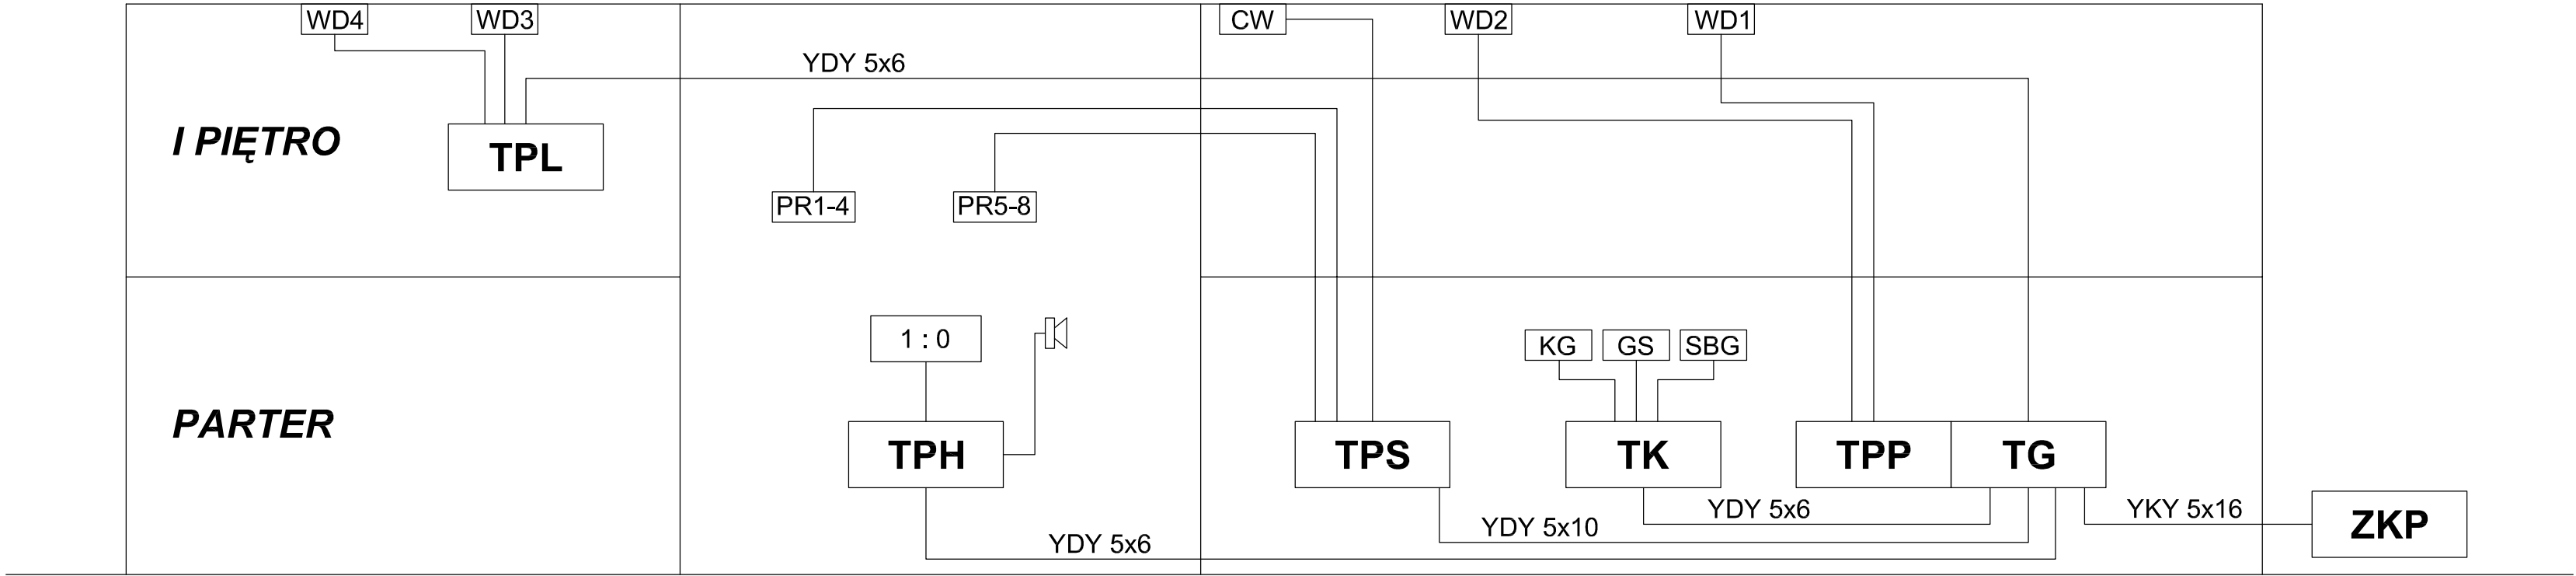 WD4
WD3
CW
WD2
WD1
YDY 5x6
I PIĘTRO
TPL
PR1-4
PR5-8
1 : 0
KG
GS
SBG
PARTER
TPH
TPS
TK
TPP
TG
YDY 5x6
YKY 5x16
YDY 5x10
ZKP
YDY 5x6